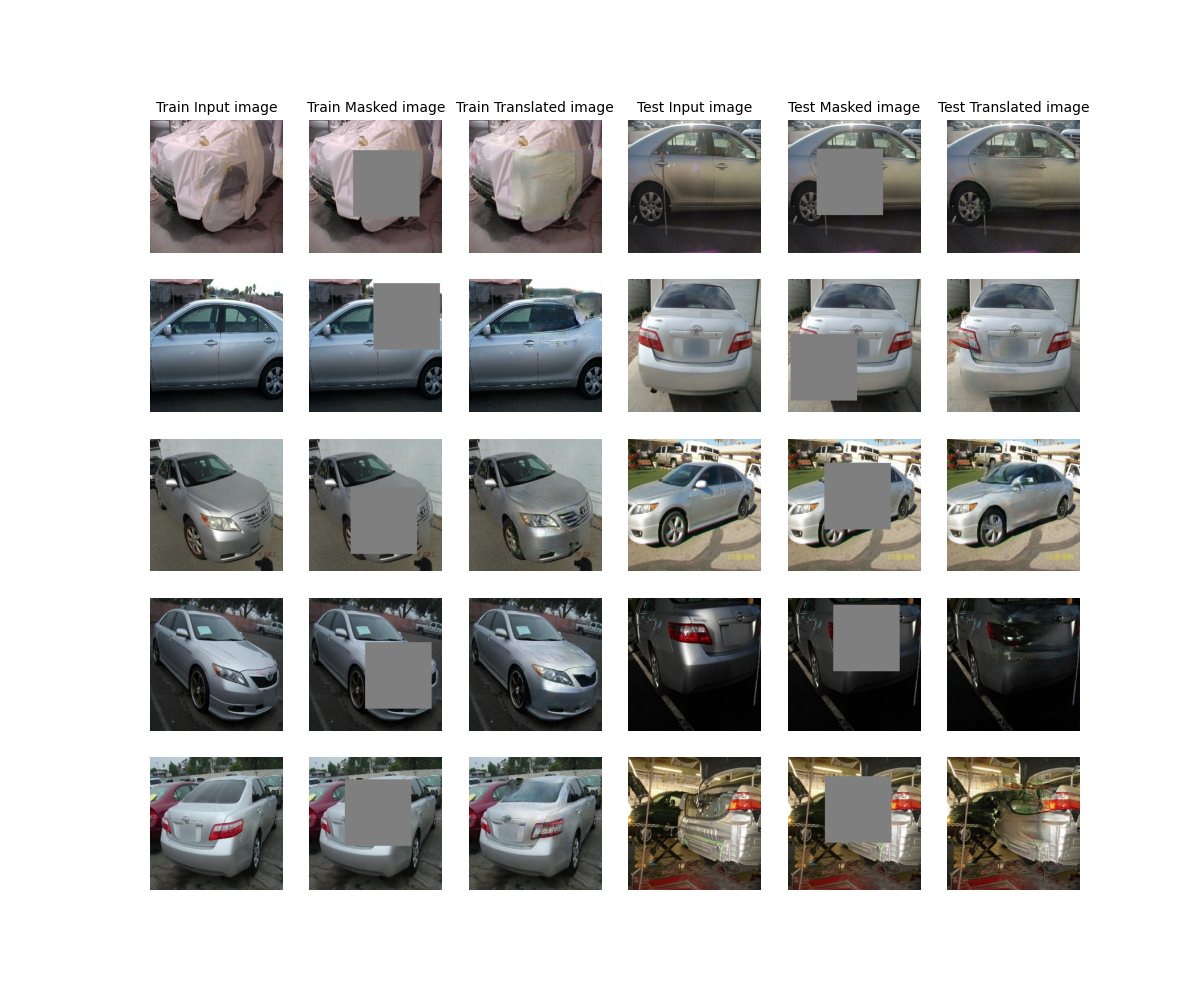 Train Input image
Train Masked image
Train Translated image
Test Input image
Test Masked image
Test Translated image